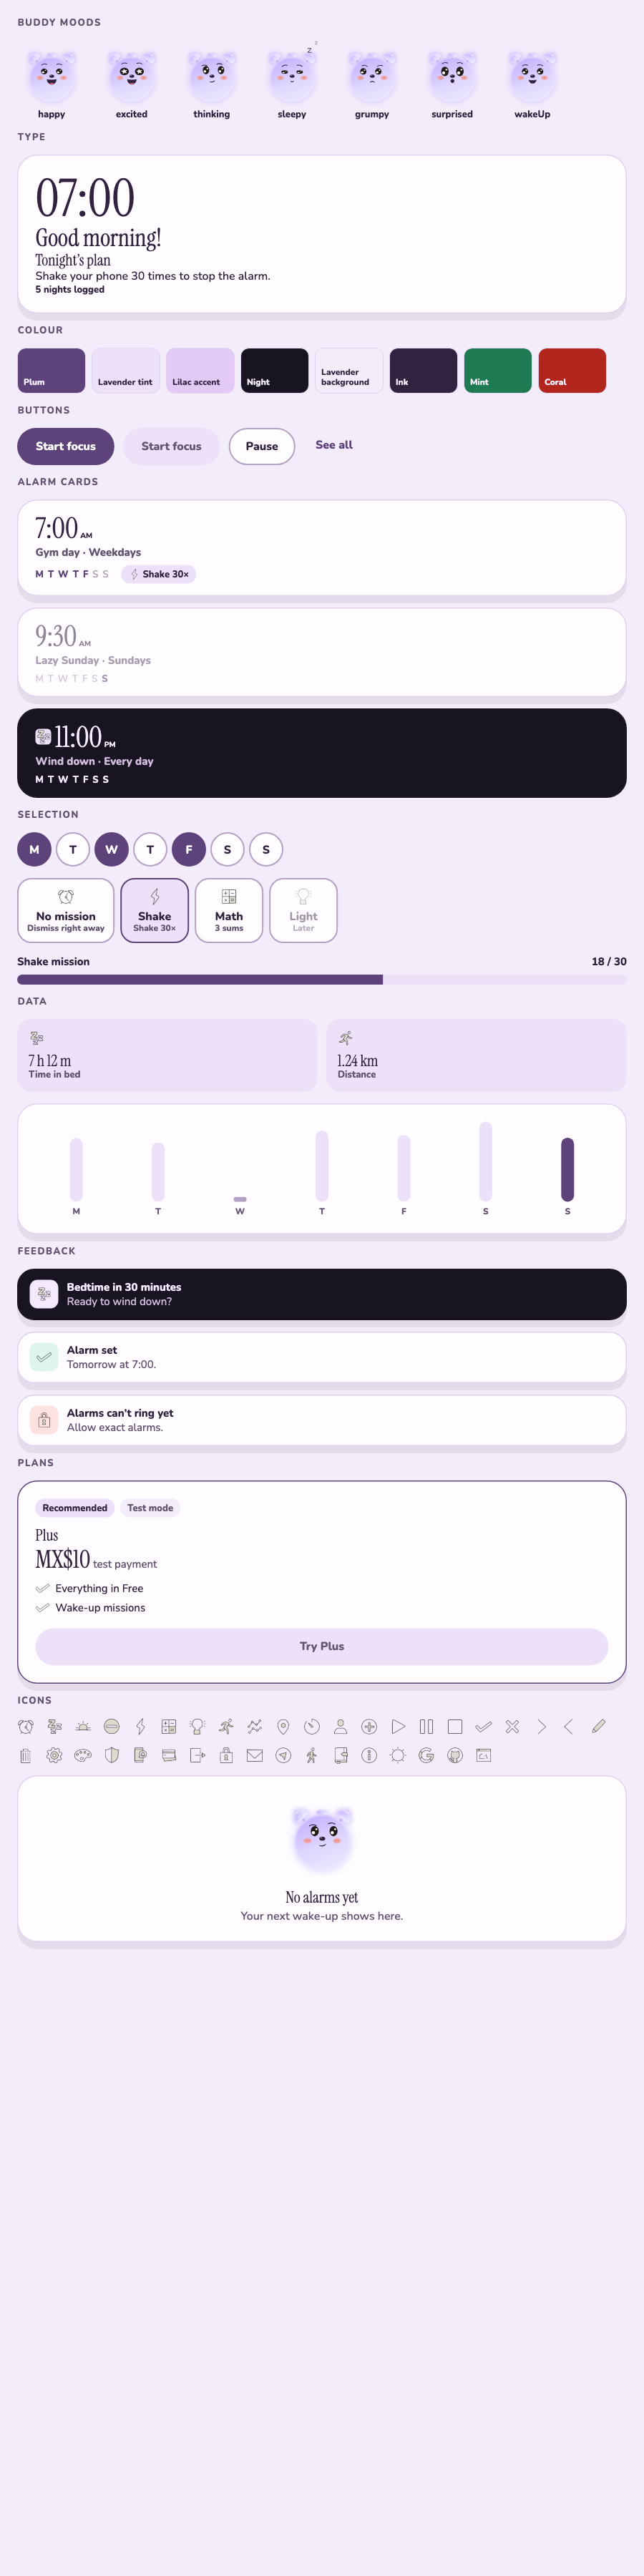 BUDDY MOODS
z
z
happy excited thinking sleepy grumpy surprised wakeUp
TYPE
07:00
Good morning!
Tonight's plan
Shake your phone 30 times to stop the alarm.
5 nights logged
COLOUR
Plum Lavender tint Lilac accent Night Lavender background Ink Mint Coral
BUTTONS
Start focus Start focus Pause See all
ALARM CARDS
7:00 AM
Gym day · Weekdays
M T W T F S S Shake 30×
9:30 AM
Lazy Sunday · Sundays
M T W T F S S
11:00 PM
Wind down · Every day
M T W T F S S
SELECTION
M T W T F S S
No mission Shake Math Light
Dismiss right away Shake 30× 3 sums Later
Shake mission 18 / 30
DATA
7 h 12 m 1.24 km
Time in bed Distance
M T W T F S S
FEEDBACK
Bedtime in 30 minutes
Ready to wind down?
Alarm set
Tomorrow at 7:00.
Alarms can't ring yet
Allow exact alarms.
PLANS
Recommended Test mode
Plus
MX$10 test payment
Everything in Free
Wake-up missions
Try Plus
ICONS
No alarms yet
Your next wake-up shows here.